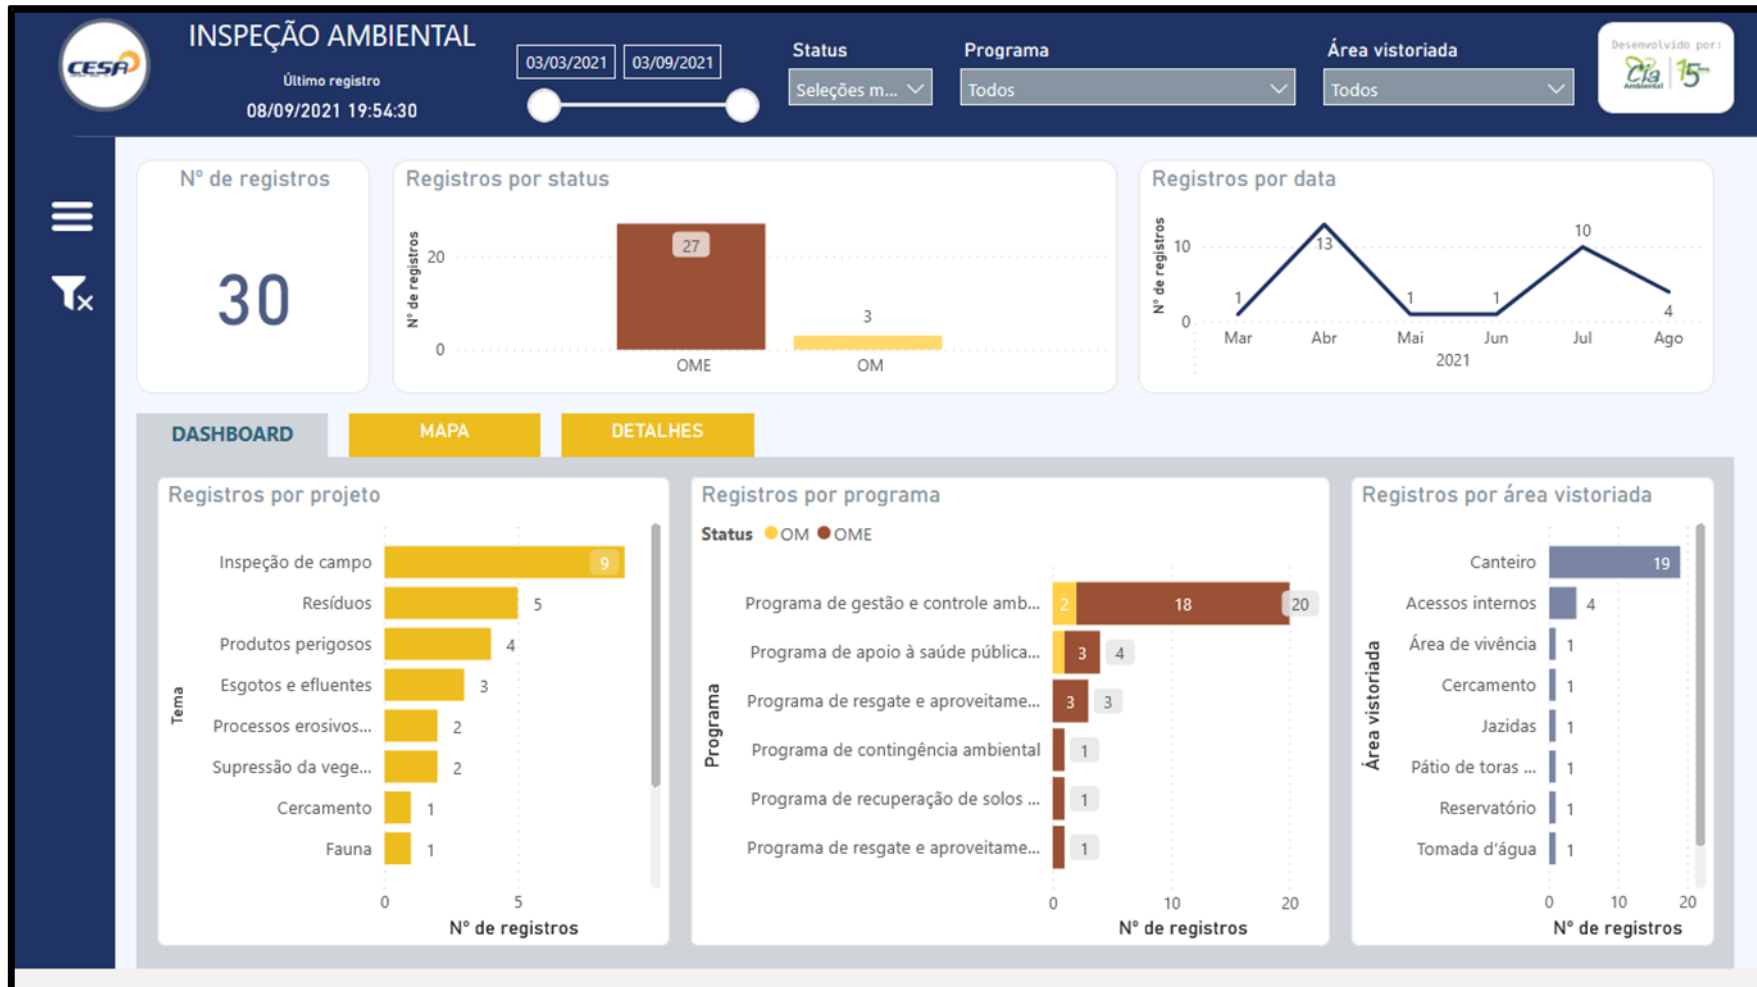 CESA
INSPEÇÃO AMBIENTAL
Último registro
08/09/2021 19:54:30
03/03/2021
03/09/2021
Status
Seleções m...
Programa
Todos
Área vistoriada
Todos
Desenvolvido por:
Cia
Ambiental
15
Nº de registros
30
Registros por status
Nº de registros
20
0
27
3
OME
OM
Registros por data
Nº de registros
10
0
1
13
1
1
10
4
Mar
Abr
Mai
Jun
Jul
Ago
2021
DASHBOARD
MAPA
DETALHES
Registros por projeto
Tema
Inspeção de campo 9
Resíduos 5
Produtos perigosos 4
Esgotos e efluentes 3
Processos erosivos... 2
Supressão da vege... 2
Cercamento 1
Fauna 1
0 5
Nº de registros
Registros por programa
Status OM OME
Programa
Programa de gestão e controle amb... 2 18 20
Programa de apoio à saúde pública... 3 4
Programa de resgate e aproveitame... 3 3
Programa de contingência ambiental 1
Programa de recuperação de solos ... 1
Programa de resgate e aproveitame... 1
0 10 20
Nº de registros
Registros por área vistoriada
Área vistoriada
Canteiro 19
Acessos internos 4
Área de vivência 1
Cercamento 1
Jazidas 1
Pátio de toras ... 1
Reservatório 1
Tomada d'água 1
0 10 20
Nº de registros